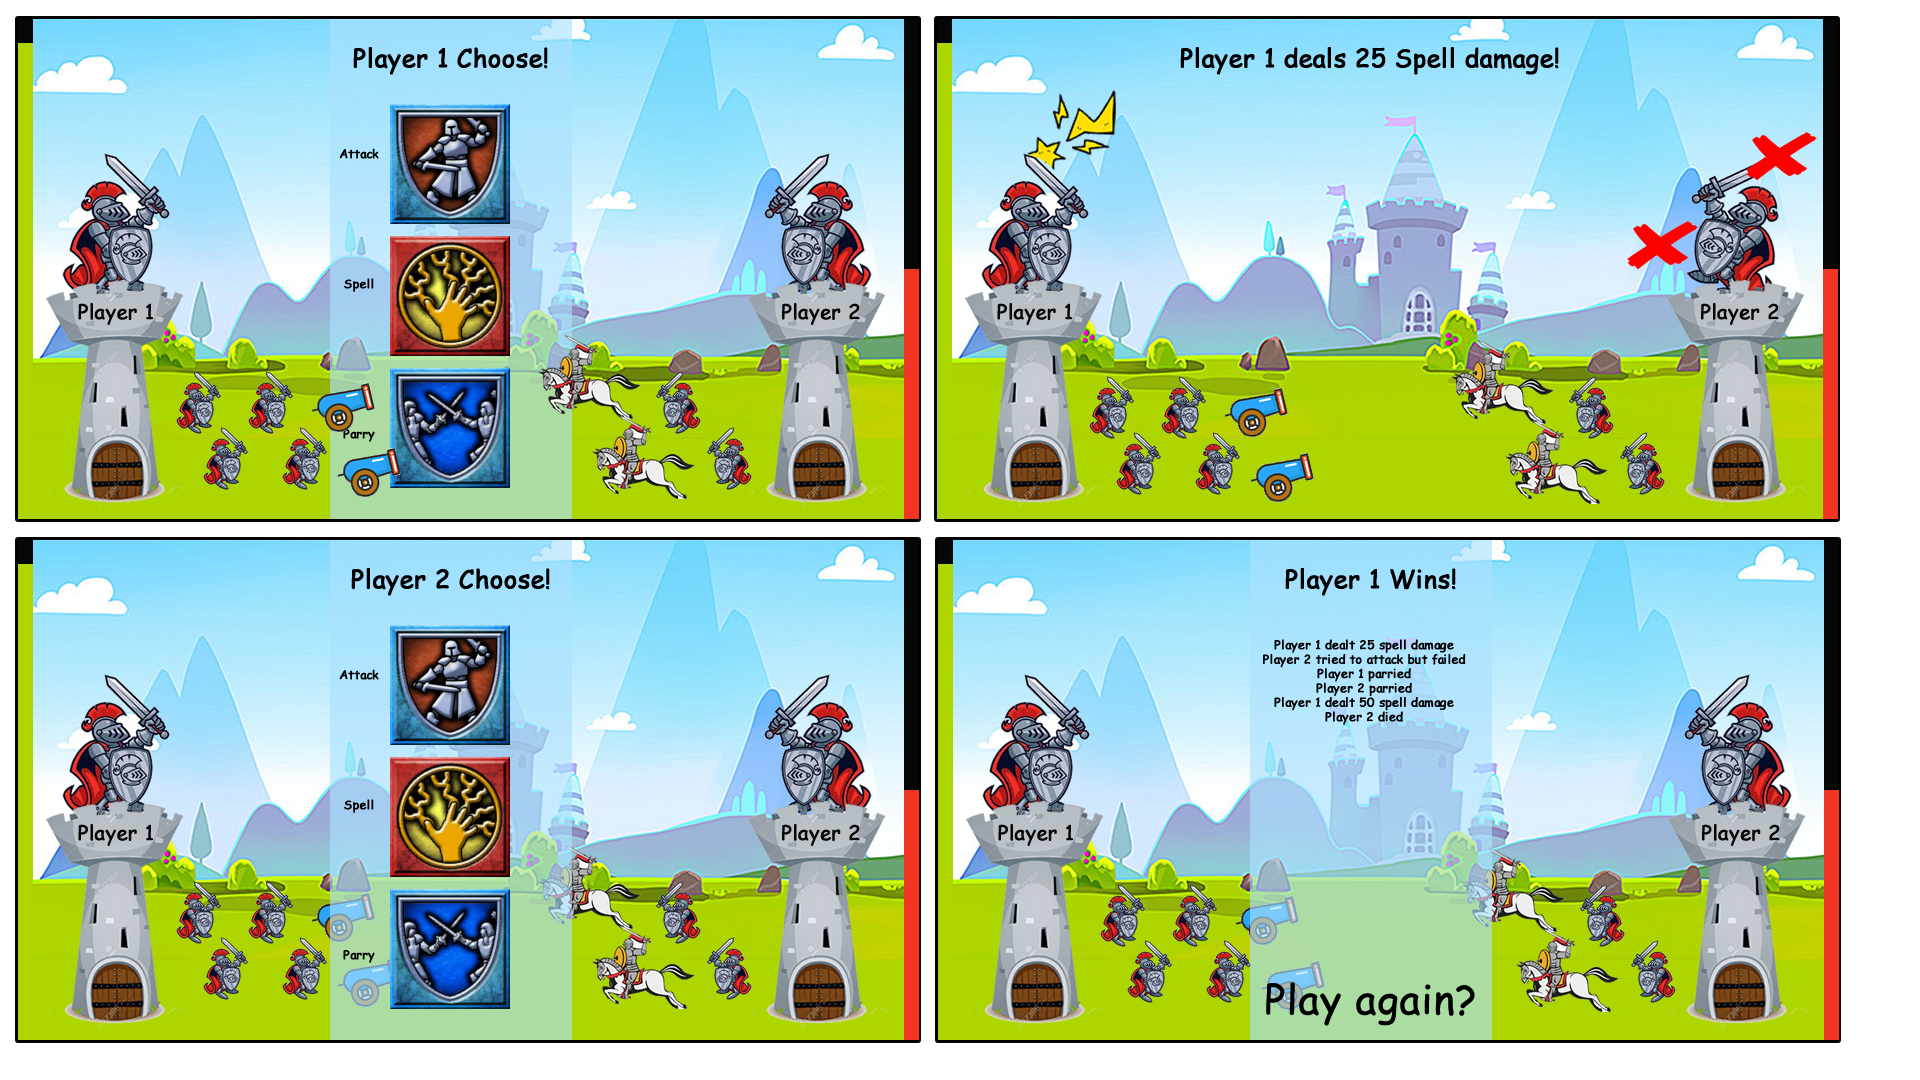 Player 1 Choose!
Attack
Spell
Parry
Player 1
Player 2
Player 1 deals 25 Spell damage!
Player 1
Player 2
Player 2 Choose!
Attack
Spell
Parry
Player 1
Player 2
Player 1 Wins!
Player 1 dealt 25 spell damage
Player 2 tried to attack but failed
Player 1 parried
Player 2 parried
Player 1 dealt 50 spell damage
Player 2 died
Player 1
Player 2
Play again?